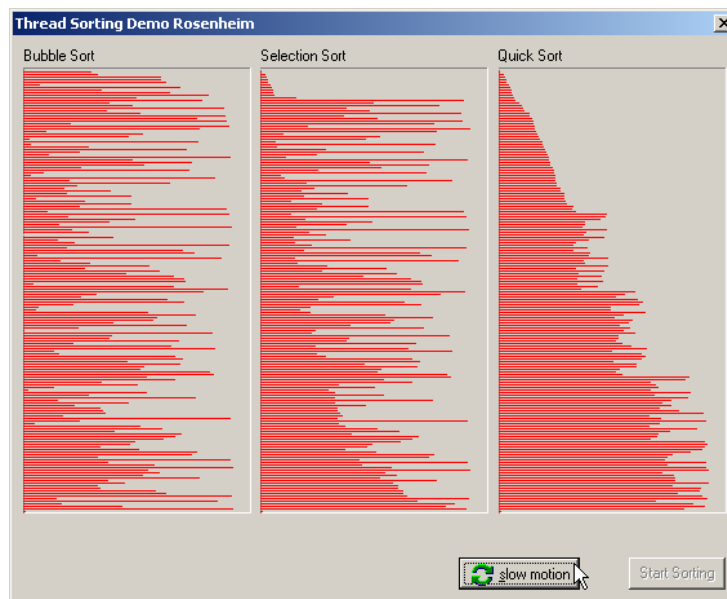 Thread Sorting Demo Rosenheim
Bubble Sort
Selection Sort
Quick Sort
slow motion
Start Sorting